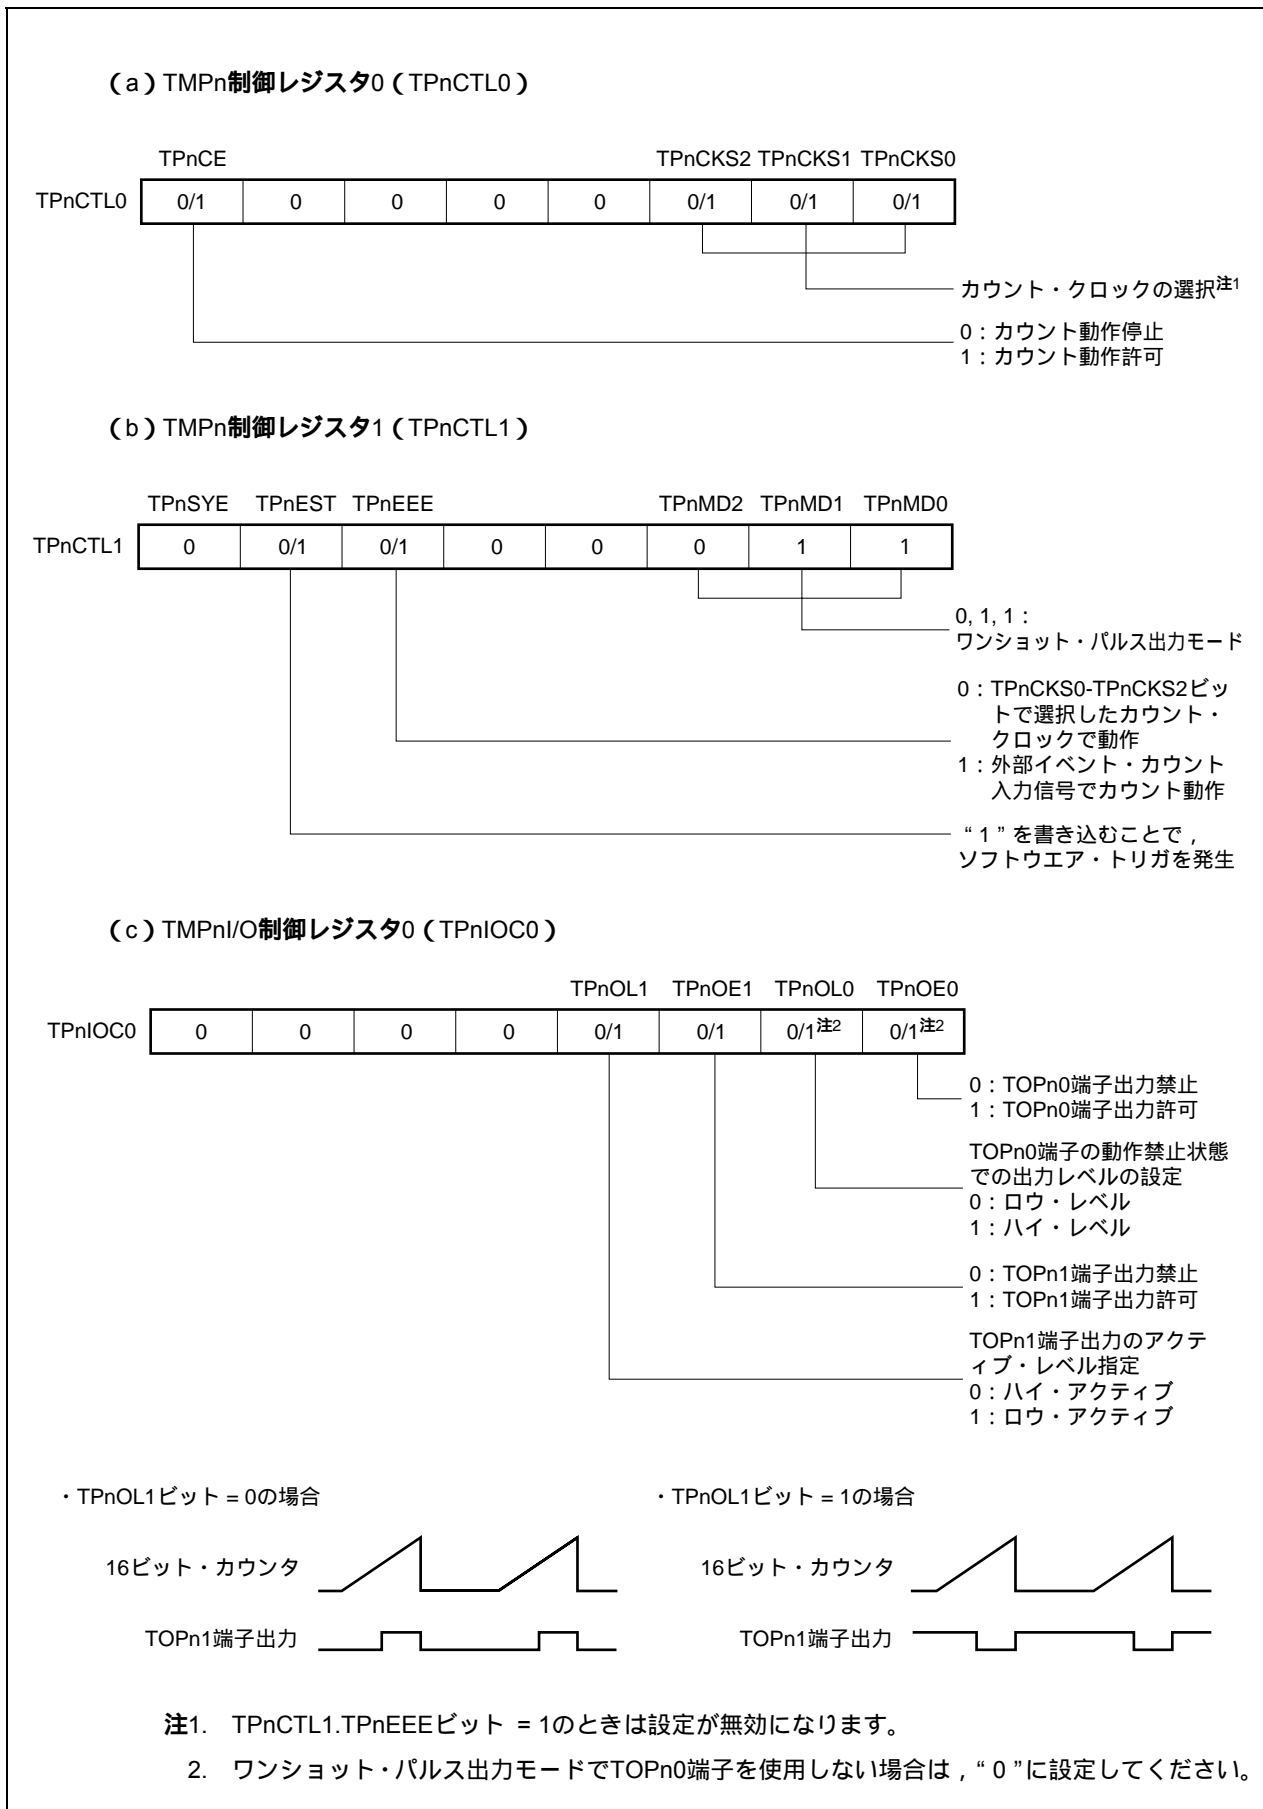 （a）TMPn制御レジスタ0（TPnCTL0）
TPnCE TPnCKS2 TPnCKS1 TPnCKS0
TPnCTL0 0/1 0 0 0 0 0/1 0/1 0/1
カウント・クロックの選択注1
0：カウント動作停止
1：カウント動作許可
（b）TMPn制御レジスタ1（TPnCTL1）
TPnSYE TPnEST TPnEEE TPnMD2 TPnMD1 TPnMD0
TPnCTL1 0 0/1 0/1 0 0 0 1 1
0, 1, 1：
ワンショット・パルス出力モード
0：TPnCKS0-TPnCKS2ビッ
トで選択したカウント・
クロックで動作
1：外部イベント・カウント
入力信号でカウント動作
“1”を書き込むことで，
ソフトウエア・トリガを発生
（c）TMPnI/O制御レジスタ0（TPnIOC0）
TPnOL1 TPnOE1 TPnOL0 TPnOE0
TPnIOC0 0 0 0 0 0/1 0/1 0/1注2 0/1注2
0：TOPn0端子出力禁止
1：TOPn0端子出力許可
TOPn0端子の動作禁止状態
での出力レベルの設定
0：ロウ・レベル
1：ハイ・レベル
0：TOPn1端子出力禁止
1：TOPn1端子出力許可
TOPn1端子出力のアクテ
ィブ・レベル指定
0：ハイ・アクティブ
1：ロウ・アクティブ
・TPnOL1ビット = 0の場合
16ビット・カウンタ
TOPn1端子出力
・TPnOL1ビット = 1の場合
16ビット・カウンタ
TOPn1端子出力
注1. TPnCTL1.TPnEEEビット = 1のときは設定が無効になります。
2. ワンショット・パルス出力モードでTOPn0端子を使用しない場合は，“0”に設定してください。